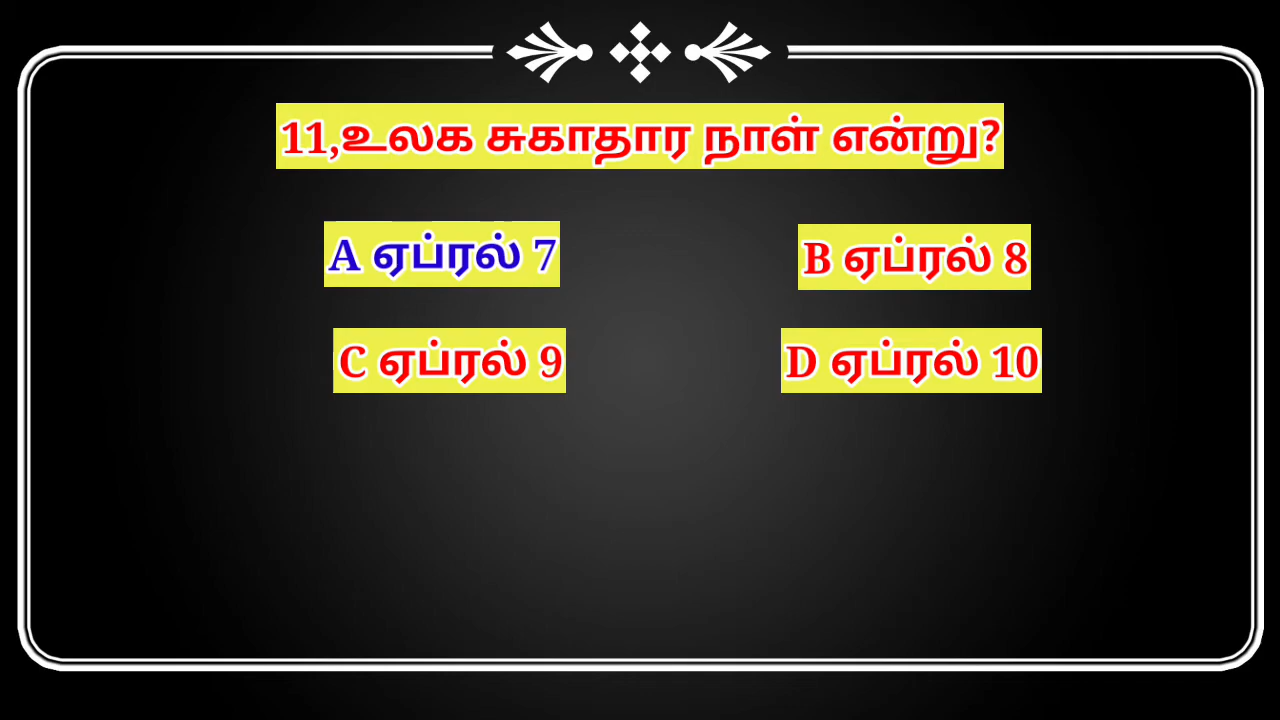 11,உலக சுகாதார நாள் என்று?
A ஏப்ரல் 7
B ஏப்ரல் 8
C ஏப்ரல் 9
D ஏப்ரல் 10